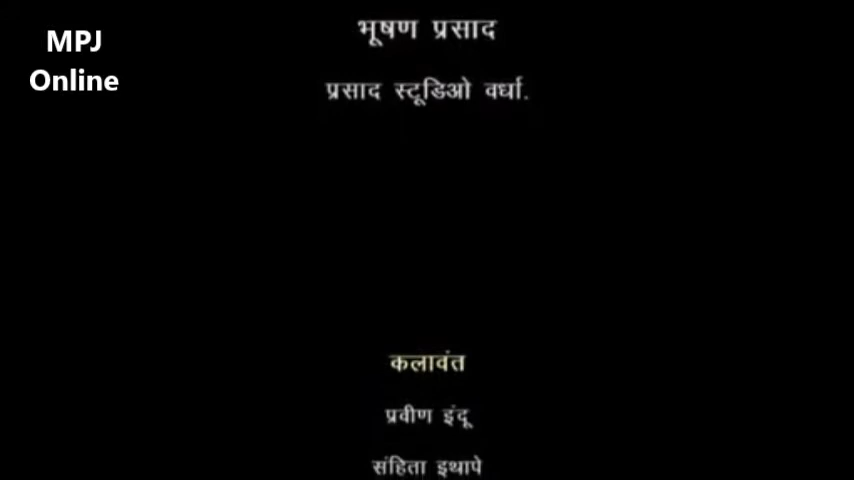 MPJ
Online
भूषण प्रसाद
प्रसाद स्टूडिओ वर्धा.
कलावंत
प्रवीण इंदू
संहिता इथापे